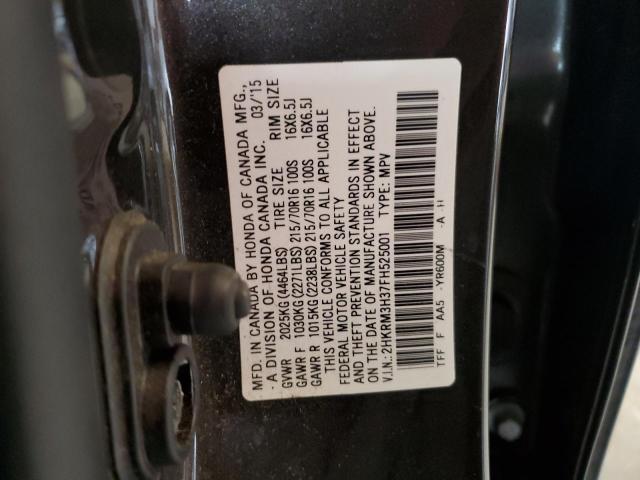 MFD. IN CANADA BY HONDA OF CANADA MFG.,
- A DIVISION OF HONDA CANADA INC. 03/'15
GVWR 2025KG (4464LBS) TIRE SIZE RIM SIZE
GAWR F 1030KG (2271LBS) 215/70R16 100S 16X6.5J
GAWR R 1015KG (2238LBS) 215/70R16 100S 16X6.5J
THIS VEHICLE CONFORMS TO ALL APPLICABLE
FEDERAL MOTOR VEHICLE SAFETY
AND THEFT PREVENTION STANDARDS IN EFFECT
ON THE DATE OF MANUFACTURE SHOWN ABOVE.
V.I.N.: 2HKRM3H37FH525001 TYPE: MPV
TFF F AA5 -YR600M -A H